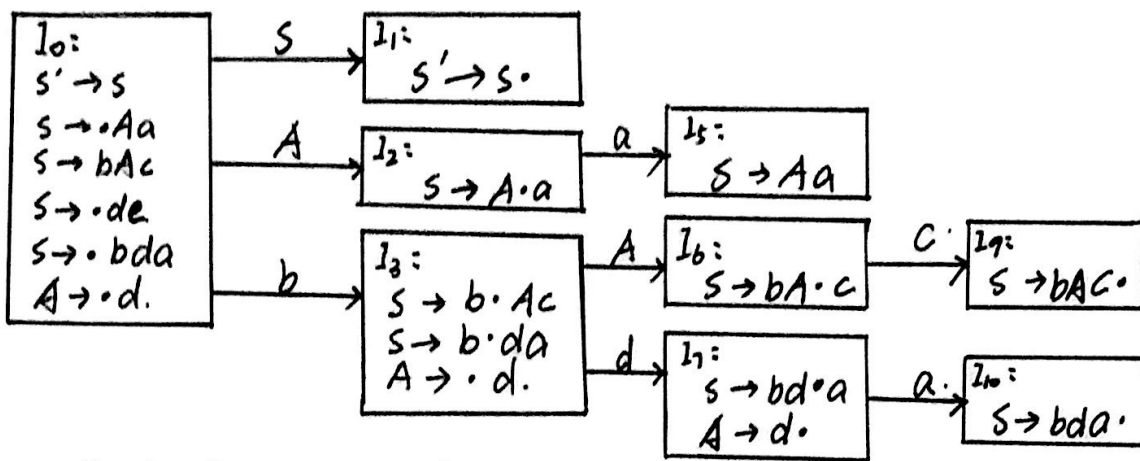 I₀:
s' → s
s → •Aa
s → bAc
s → •de
s → • bda
A → •d.
S
I₁:
s' → s•
A
I₂:
s → A•a
a
I₅:
s → Aa
b
I₃:
s → b•Ac
s → b•da
A → •d.
A
I₆:
s → bA•c
c.
I₉:
s → bAc•
d
I₇:
s → bd•a
A → d•
a.
I₁₀:
s → bda•